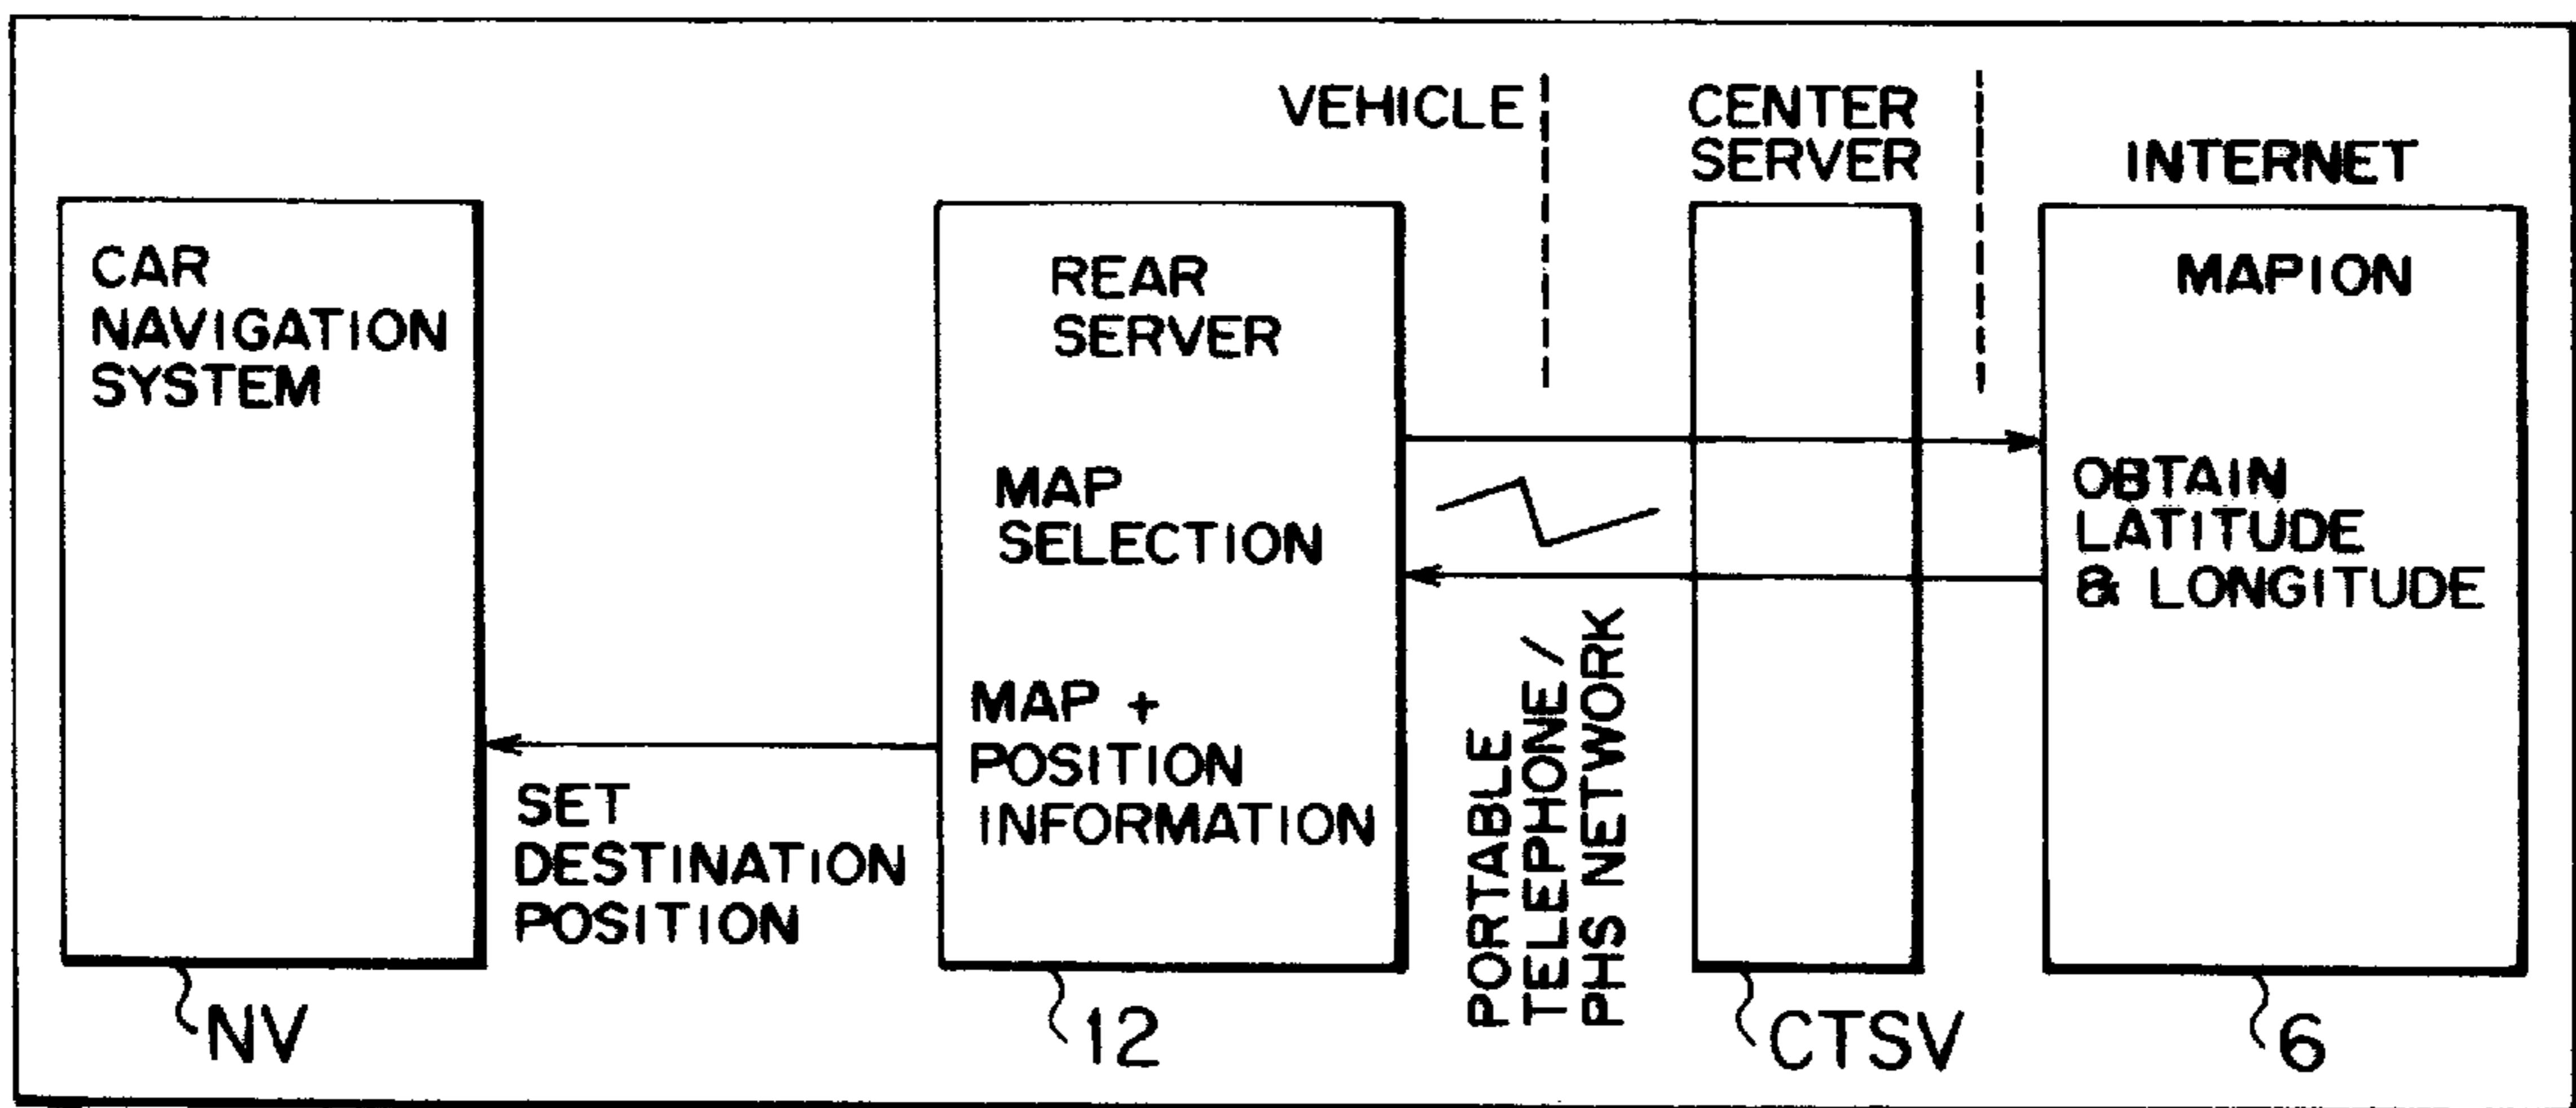 VEHICLE
CENTER
SERVER
INTERNET
CAR
NAVIGATION
SYSTEM
REAR
SERVER
MAPION
MAP
SELECTION
OBTAIN
LATITUDE
& LONGITUDE
MAP +
POSITION
INFORMATION
SET
DESTINATION
POSITION
PORTABLE
TELEPHONE /
PHS NETWORK
NV
12
CTSV
6